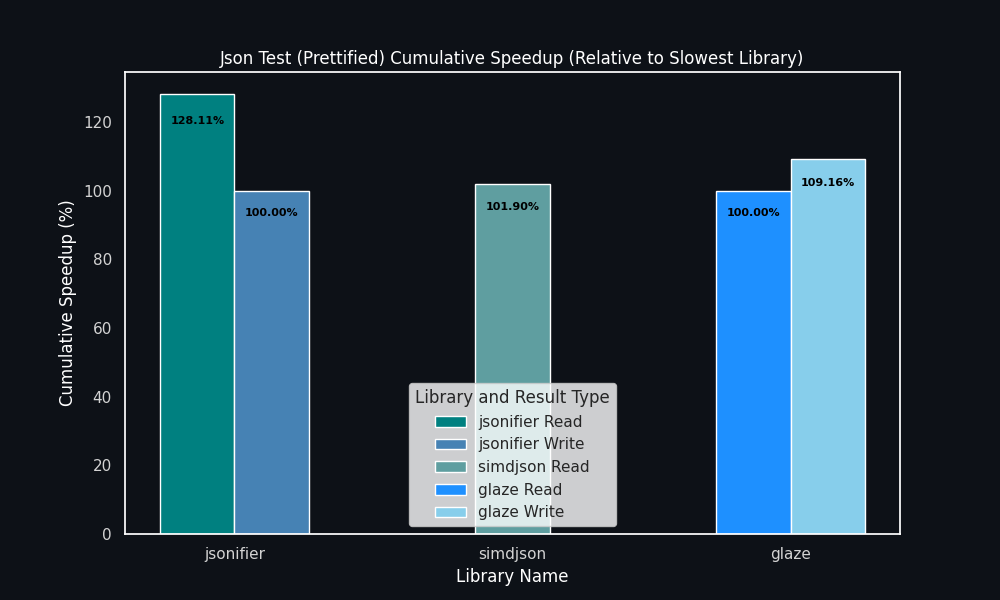 Json Test (Prettified) Cumulative Speedup (Relative to Slowest Library)
Cumulative Speedup (%)
120
100
80
60
40
20
0
128.11%
100.00%
101.90%
100.00%
109.16%
Library and Result Type
jsonifier Read
jsonifier Write
simdjson Read
glaze Read
glaze Write
jsonifier
simdjson
glaze
Library Name